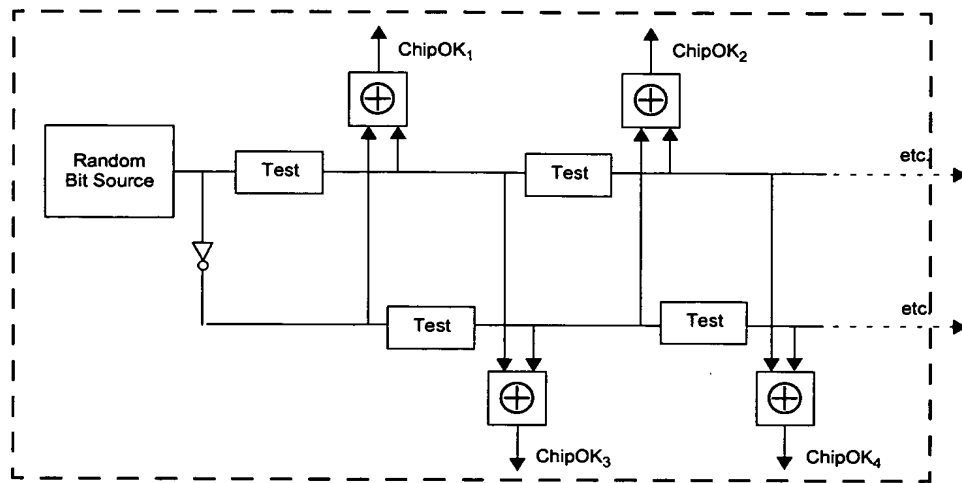 ChipOK1
ChipOK2
Random
Bit Source
Test
Test
etc.
Test
Test
etc
ChipOK3
ChipOK4